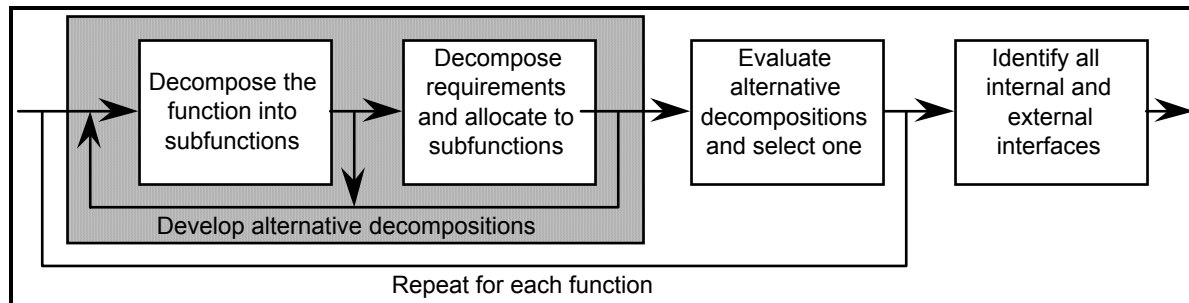 Decompose the
function into
subfunctions
Decompose
requirements
and allocate to
subfunctions
Evaluate
alternative
decompositions
and select one
Identify all
internal and
external
interfaces
Develop alternative decompositions
Repeat for each function